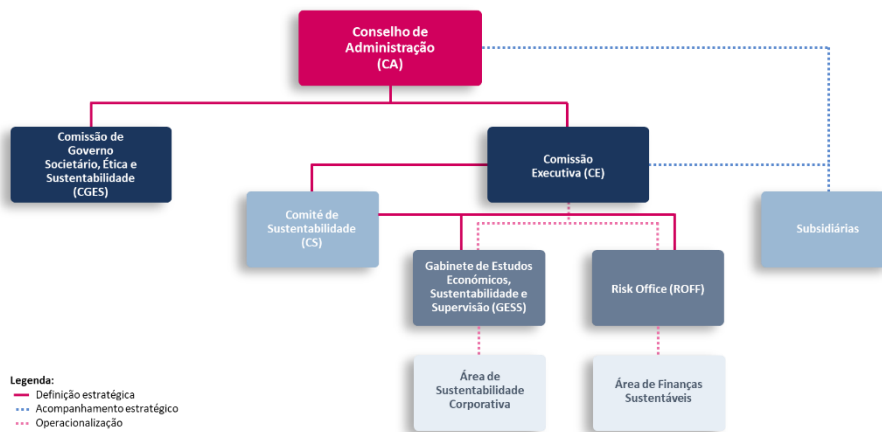 Conselho de
Administração
(CA)
Comissão de
Governo
Societário, Ética e
Sustentabilidade
(CGES)
Comissão
Executiva (CE)
Comité de
Sustentabilidade
(CS)
Subsidiárias
Gabinete de Estudos
Económicos,
Sustentabilidade e
Supervisão (GESS)
Risk Office (ROFF)
Área de
Sustentabilidade
Corporativa
Área de Finanças
Sustentáveis
Legenda:
Definição estratégica
Acompanhamento estratégico
Operacionalização